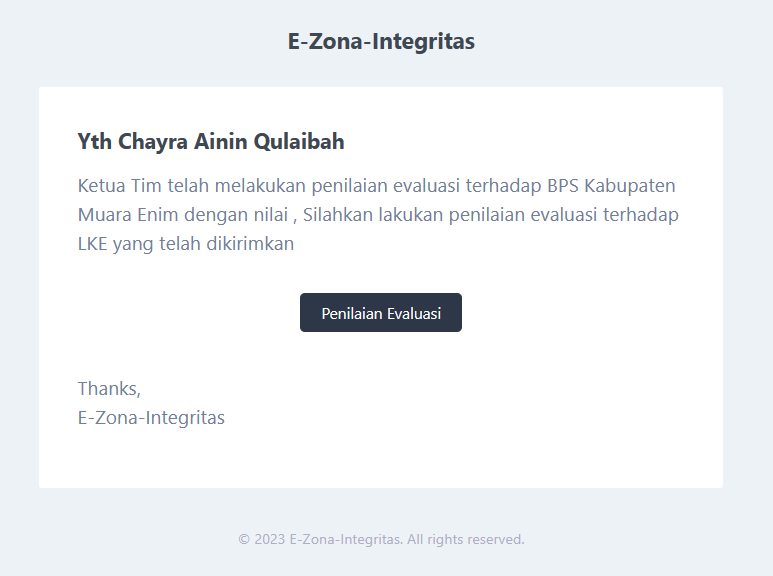 E-Zona-Integritas
Yth Chayra Ainin Qulaibah
Ketua Tim telah melakukan penilaian evaluasi terhadap BPS Kabupaten
Muara Enim dengan nilai , Silahkan lakukan penilaian evaluasi terhadap
LKE yang telah dikirimkan
Penilaian Evaluasi
Thanks,
E-Zona-Integritas
© 2023 E-Zona-Integritas. All rights reserved.